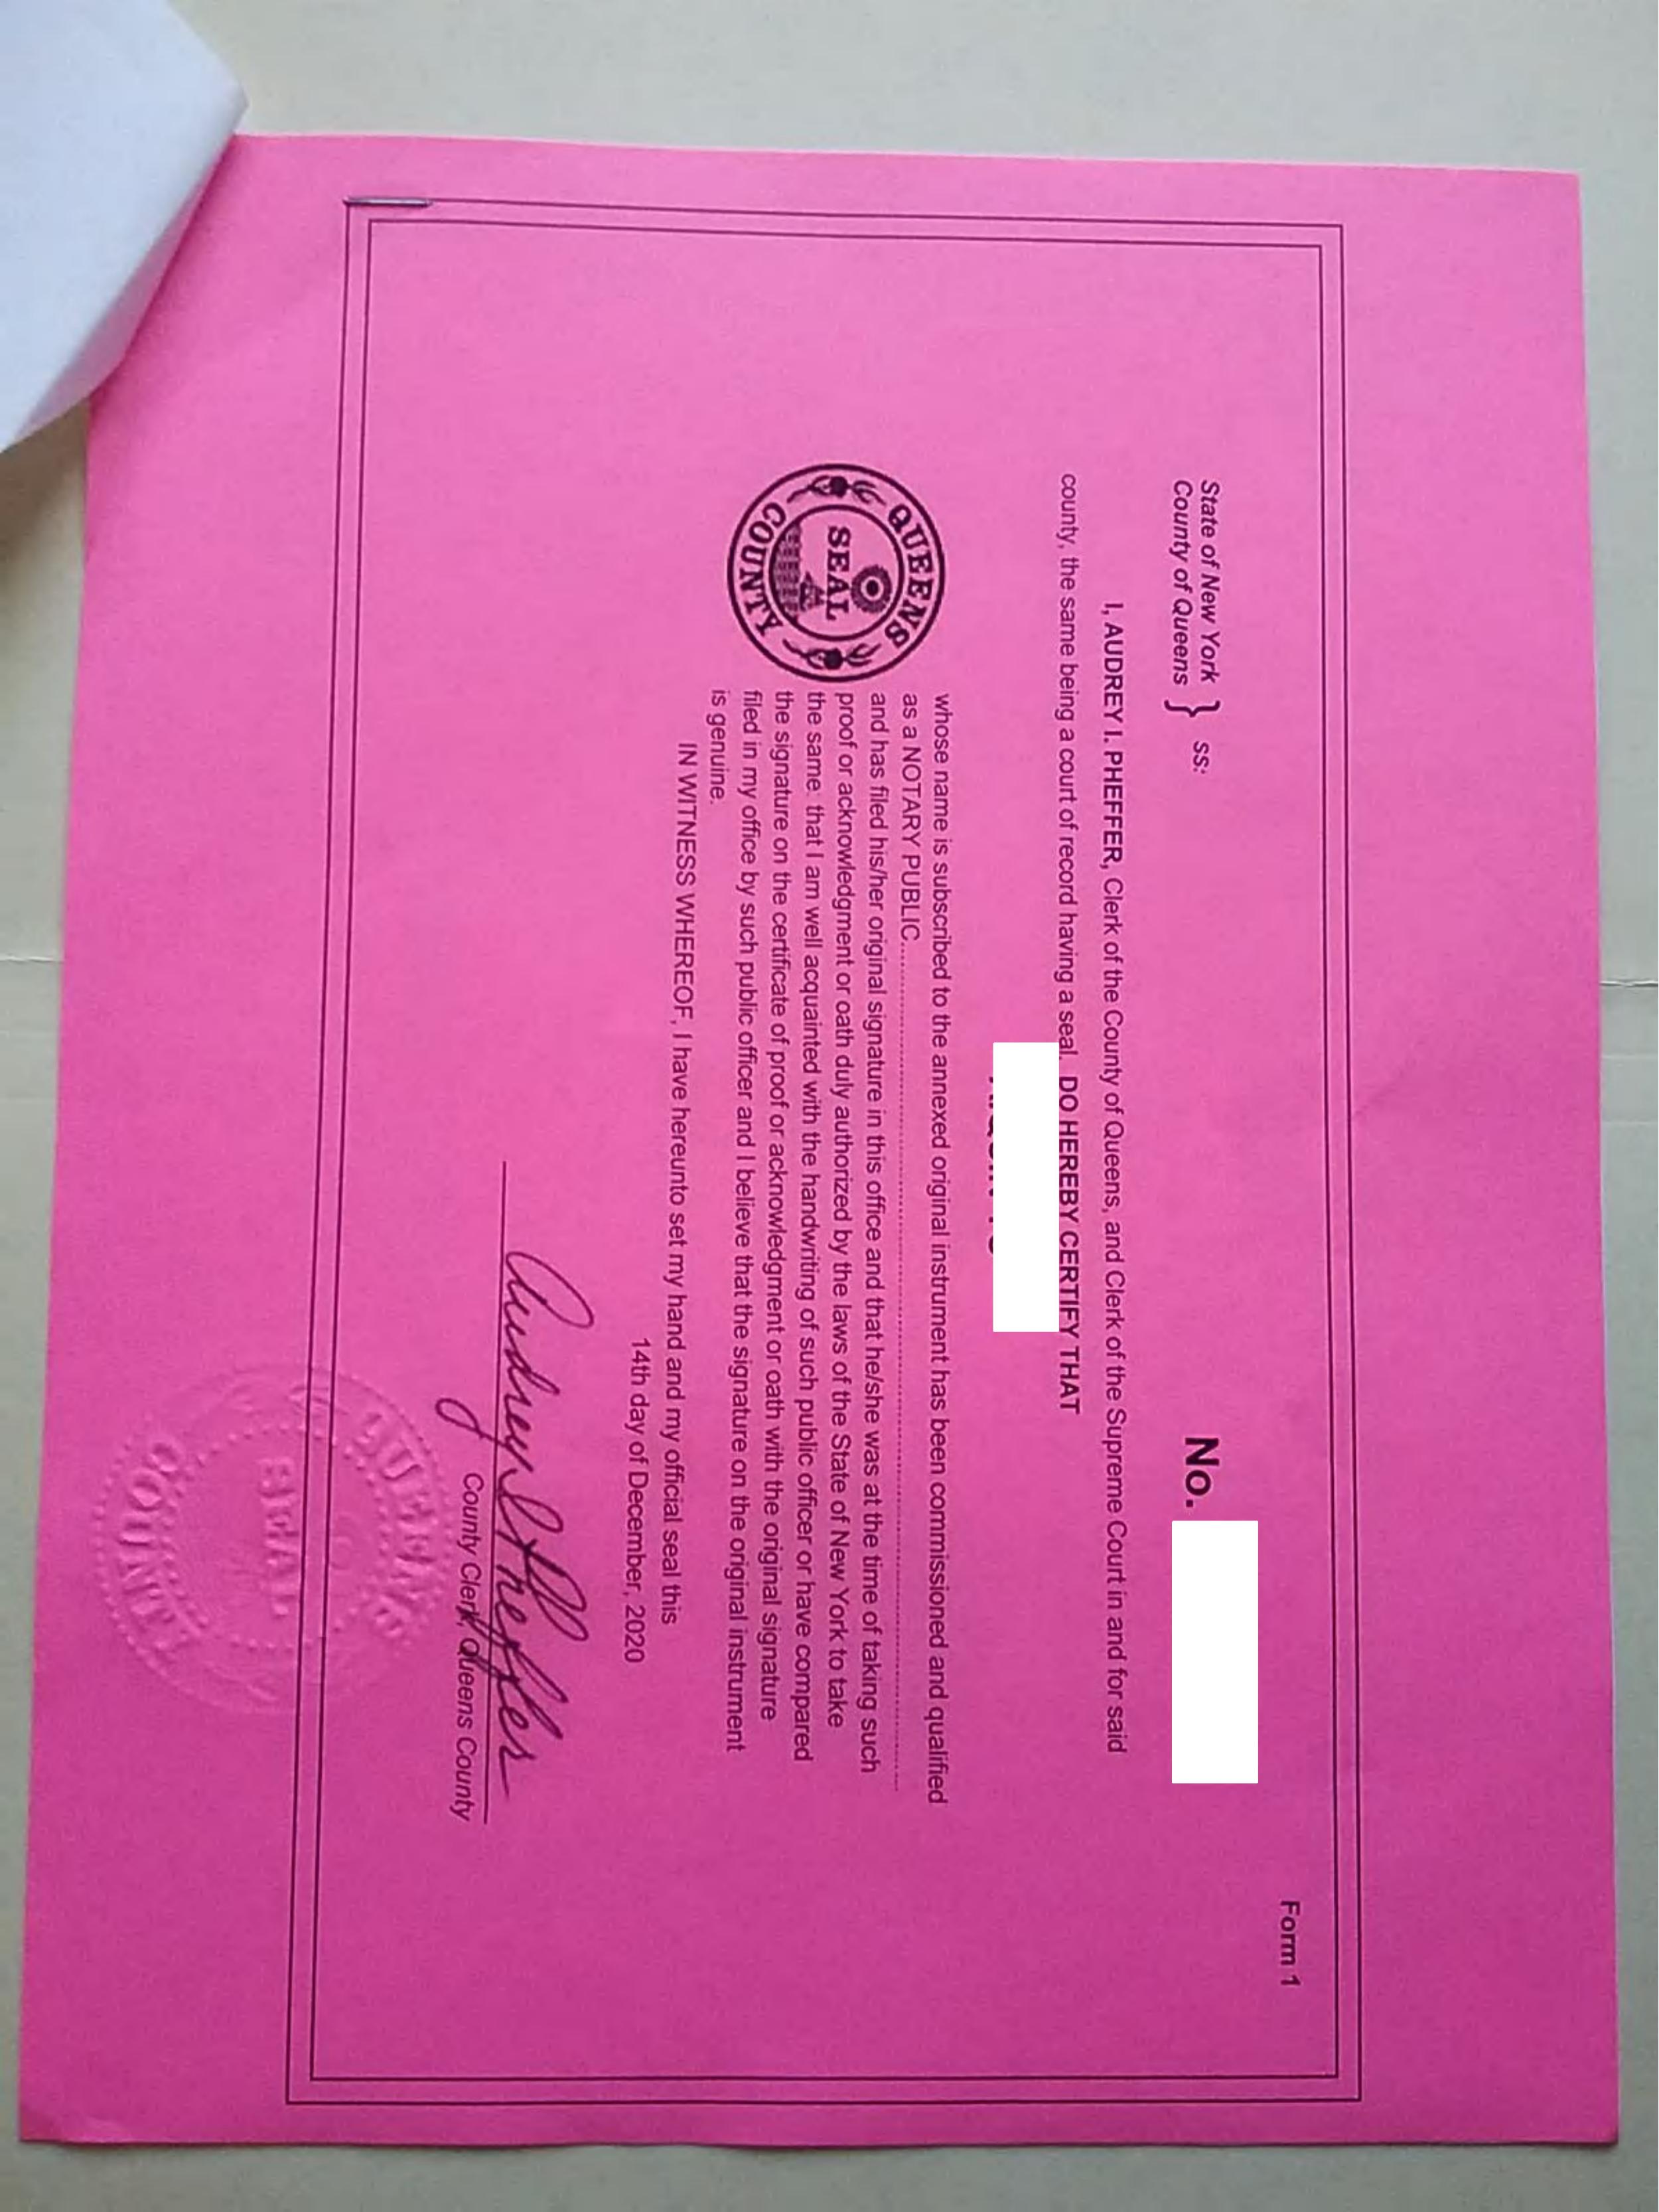 Form 1
State of New York
County of Queens } ss:
No.
I, AUDREY I. PHEFFER, Clerk of the County of Queens, and Clerk of the Supreme Court in and for said
county, the same being a court of record having a seal. DO HEREBY CERTIFY THAT
whose name is subscribed to the annexed original instrument has been commissioned and qualified
as a NOTARY PUBLIC
and has filed his/her original signature in this office and that he/she was at the time of taking such
proof or acknowledgment or oath duly authorized by the laws of the State of New York to take
the same. that I am well acquainted with the handwriting of such public officer or have compared
the signature on the certificate of proof or acknowledgment or oath with the original signature
filed in my office by such public officer and I believe that the signature on the original instrument
is genuine.
QUEENS
SEAL
COUNTY
IN WITNESS WHEREOF, I have hereunto set my hand and my official seal this
14th day of December, 2020
Audrey I Pheffer
County Clerk, Queens County
QUEENS
SEAL
COUNTY